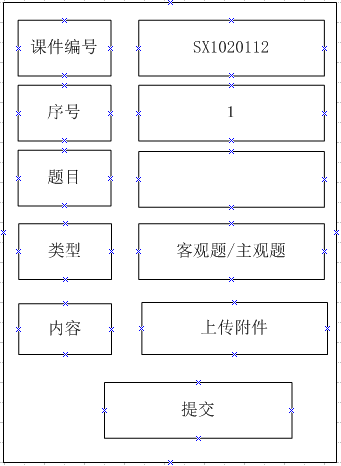 课件编号 SX1020112
序号 1
题目
类型 客观题/主观题
内容 上传附件
提交